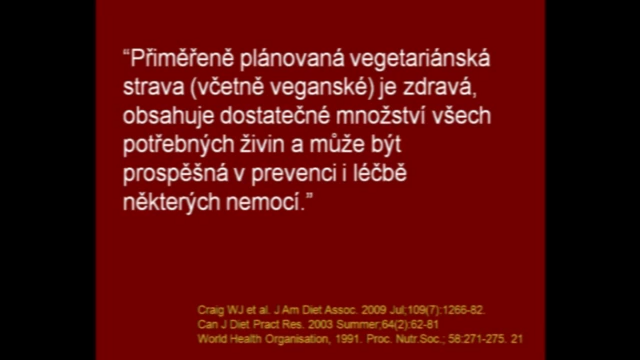 “Přiměřeně plánovaná vegetariánská
strava (včetně veganské) je zdravá,
obsahuje dostatečné množství všech
potřebných živin a může být
prospěšná v prevenci i léčbě
některých nemocí.”
Craig WJ et al. J Am Diet Assoc. 2009 Jul;109(7):1266-82.
Can J Diet Pract Res. 2003 Summer;64(2):62-81
World Health Organisation, 1991. Proc. Nutr.Soc.; 58:271-275. 21